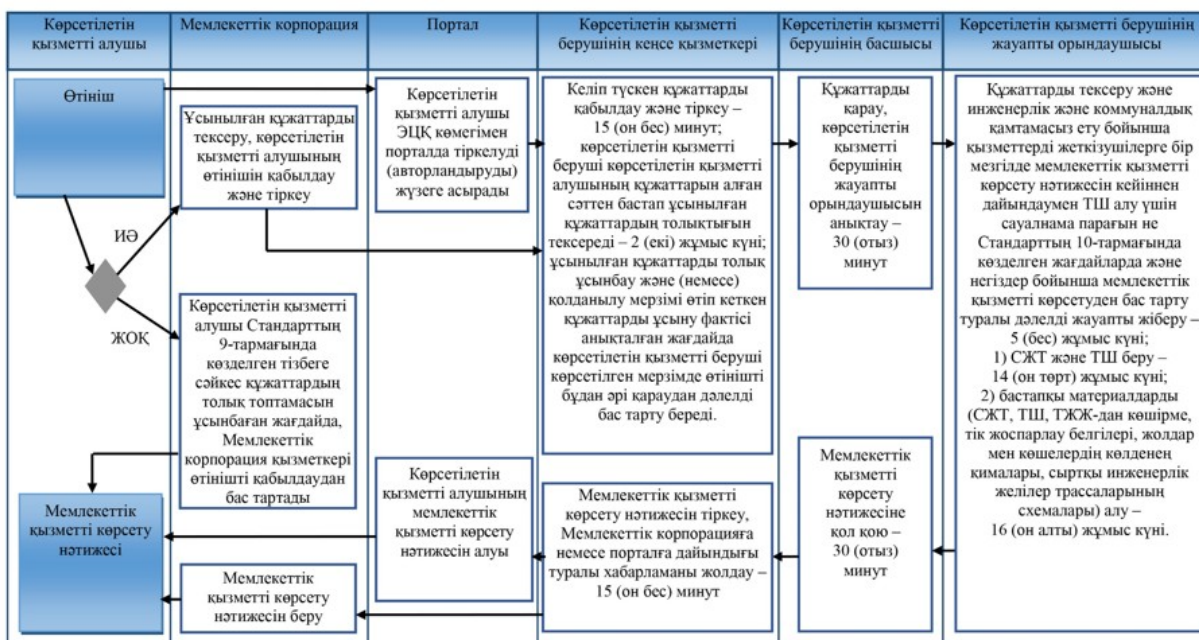 Көрсетілетін
қызметті алушы
Мемлекеттік корпорация
Портал
Көрсетілетін қызметті
берушінің кеңсе қызметкері
Көрсетілетін қызметті
берушінің басшысы
Көрсетілетін қызметті берушінің
жауапты орындаушысы
Өтініш
ИӘ
ЖОҚ
Мемлекеттік
қызметті көрсету
нәтижесі
Ұсынылған құжаттарды
тексеру, көрсетілетін
қызметті алушының
өтінішін қабылдау
және тіркеу
Көрсетілетін қызметті
алушы Стандарттың
9-тармағында
көзделген тізбеге
сәйкес құжаттардың
толық топтамасын
ұсынбаған жағдайда,
Мемлекеттік
корпорация қызметкері
өтінішті қабылдаудан
бас тартады
Мемлекеттік
қызметті көрсету
нәтижесін беру
Көрсетілетін
қызметті алушы
ЭЦҚ көмегімен
порталда тіркелуді
(авторландыруды)
жүзеге асырады
Көрсетілетін
қызметті алушының
мемлекеттік
қызметті көрсету
нәтижесін алуы
Келіп түскен құжаттарды
қабылдау және тіркеу –
15 (он бес) минут;
көрсетілетін қызметті
беруші көрсетілетін қызметті
алушының құжаттарын алған
сәттен бастап ұсынылған
құжаттардың толықтығын
тексереді – 2 (екі) жұмыс күні;
ұсынылған құжаттарды толық
ұсынбау және (немесе)
қолданылу мерзімі өтіп кеткен
құжаттарды ұсыну фактісі
анықталған жағдайда
көрсетілетін қызметті беруші
көрсетілген мерзімде өтінішті
бұдан әрі қараудан дәлелді
бас тарту береді.
Мемлекеттік қызметті
көрсету нәтижесін тіркеу,
Мемлекеттік корпорацияға
немесе порталға дайындығы
туралы хабарламаны жолдау –
15 (он бес) минут
Құжаттарды
қарау,
көрсетілетін
қызметті
берушінің
жауапты
орындаушысын
анықтау –
30 (отыз)
минут
Мемлекеттік
қызметті
көрсету
нәтижесіне
қол қою –
30 (отыз)
минут
Құжаттарды тексеру және
инженерлік және коммуналдық
қамтамасыз ету бойынша
қызметтерді жеткізушілерге бір
мезгілде мемлекеттік қызметті
көрсету нәтижесін кейіннен
дайындаумен ТШ алу үшін
сауалнама парағын не
Стандарттың 10-тармағында
көзделген жағдайларда және
негіздер бойынша мемлекеттік
қызметті көрсетуден бас тарту
туралы дәлелді жауапты жіберу –
5 (бес) жұмыс күні;
1) СЖТ және ТШ беру –
14 (он төрт) жұмыс күні;
2) бастапқы материалдарды
(СЖТ, ТШ, ТЖЖ-дан көшірме,
тік жоспарлау белгілері, жолдар
мен көшелердің көлденең
қималары, сыртқы инженерлік
желілер трассаларының
схемалары) алу –
16 (он алты) жұмыс күні.